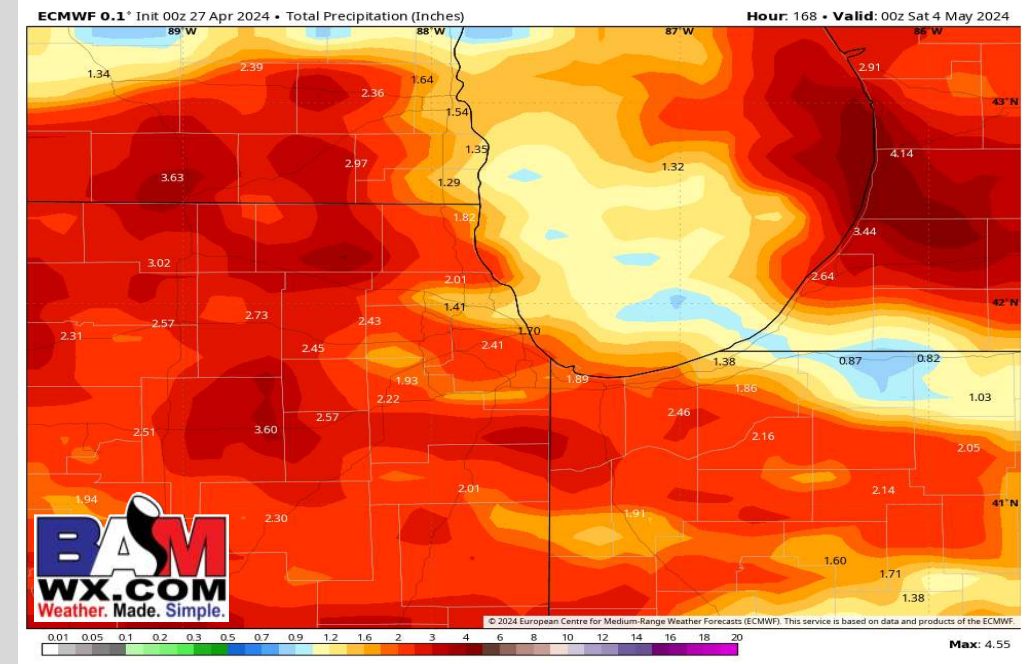 ECMWF 0.1° Init 00z 27 Apr 2024 • Total Precipitation (Inches)
Hour: 168 • Valid: 00z Sat 4 May 2024
89°W 88°W 87°W 86°W
1.34 2.39 2.36 1.64 2.91
43°N
1.54
1.35 4.14
2.97 1.32
3.63 1.29
1.82
3.44
3.02 2.64
2.01
42°N
1.41
2.57 2.73 2.43
2.31 1.70
2.45 2.41
1.38 0.87 0.82
1.93 1.89 1.86
2.22 1.03
2.57 2.46
2.51 3.60 2.16
2.05
2.01 2.14
1.94 41°N
2.30 1.91
1.60
1.71
1.38
BAM
WX.COM
Weather. Made. Simple.
© 2024 European Centre for Medium-Range Weather Forecasts (ECMWF). This service is based on data and products of the ECMWF.
0.01 0.05 0.1 0.2 0.3 0.5 0.7 0.9 1.2 1.6 2 3 4 6 8 10 12 14 16 18 20
Max: 4.55